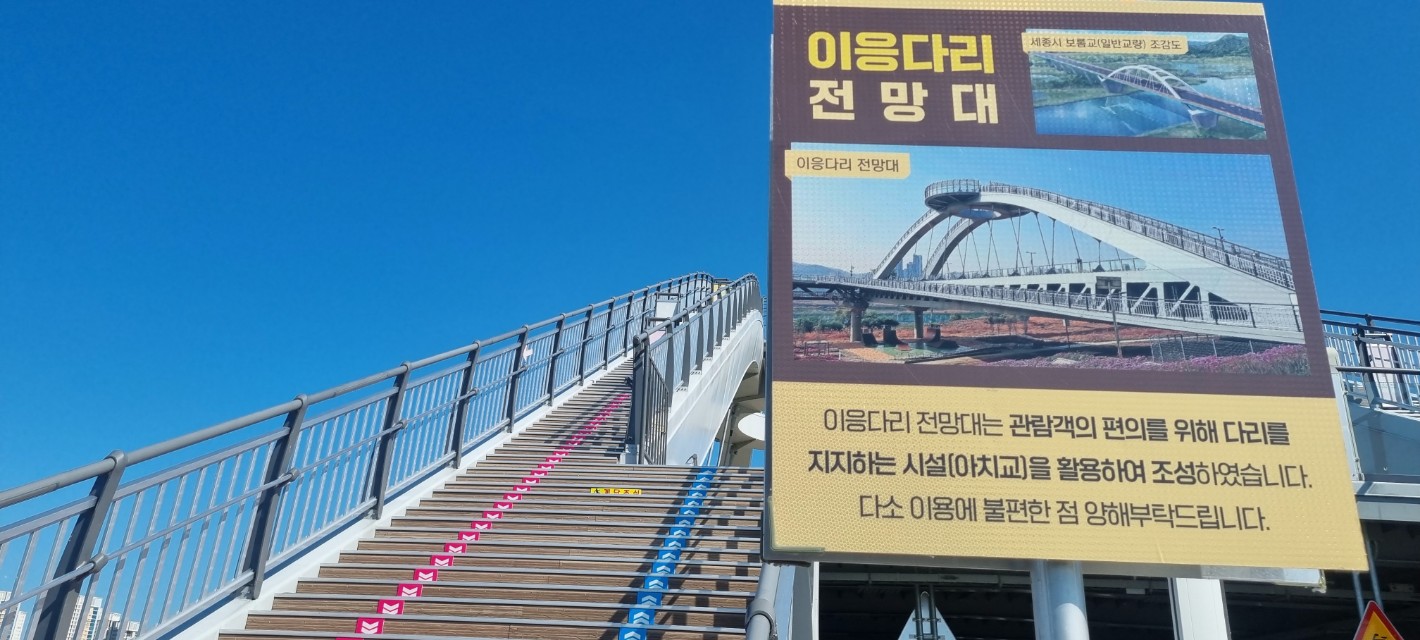 이응다리
전망대
세종시 보롬교(일반교량) 조감도
이응다리 전망대
이응다리 전망대는 관람객의 편의를 위해 다리를
지지하는 시설(아치교)을 활용하여 조성하였습니다.
다소 이용에 불편한 점 양해부탁드립니다.